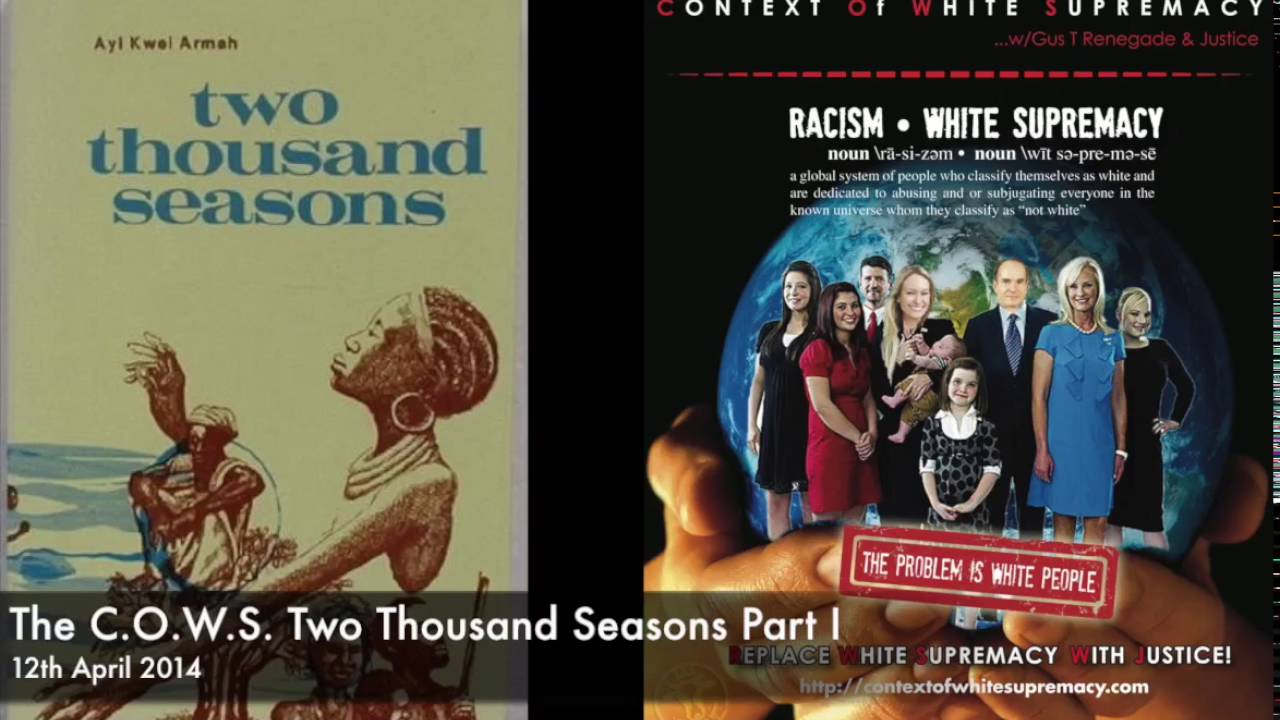 Ayi Kwei Armah
two
thousand
seasons
CONTEXT Of WHITE SUPREMACY
...w/Gus T Renegade & Justice
RACISM • WHITE SUPREMACY
noun \rā-si-zəm • noun \wīt sə-pre-mə-sē
a global system of people who classify themselves as white and
are dedicated to abusing and or subjugating everyone in the
known universe whom they classify as “not white”
THE PROBLEM IS WHITE PEOPLE
REPLACE WHITE SUPREMACY WITH JUSTICE!
http://contextofwhitesupremacy.com
The C.O.W.S. Two Thousand Seasons Part I
12th April 2014